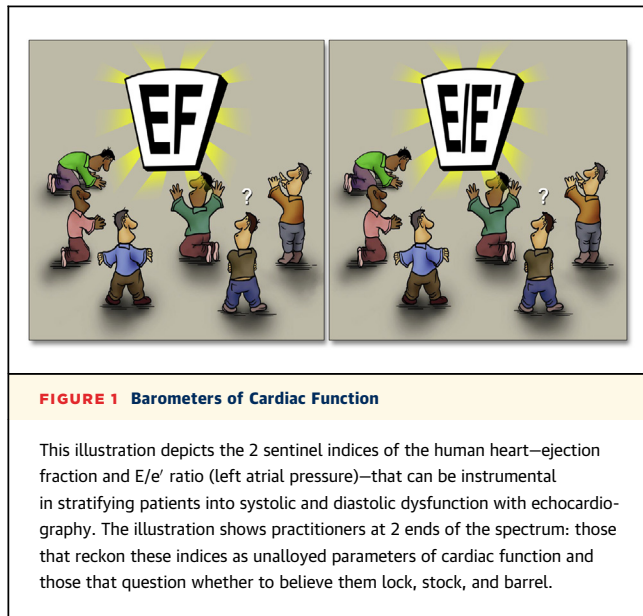 EF
E/E'
?
?
FIGURE 1 Barometers of Cardiac Function
This illustration depicts the 2 sentinel indices of the human heart—ejection
fraction and E/e′ ratio (left atrial pressure)—that can be instrumental
in stratifying patients into systolic and diastolic dysfunction with echocardio-
graphy. The illustration shows practitioners at 2 ends of the spectrum: those
that reckon these indices as unalloyed parameters of cardiac function and
those that question whether to believe them lock, stock, and barrel.